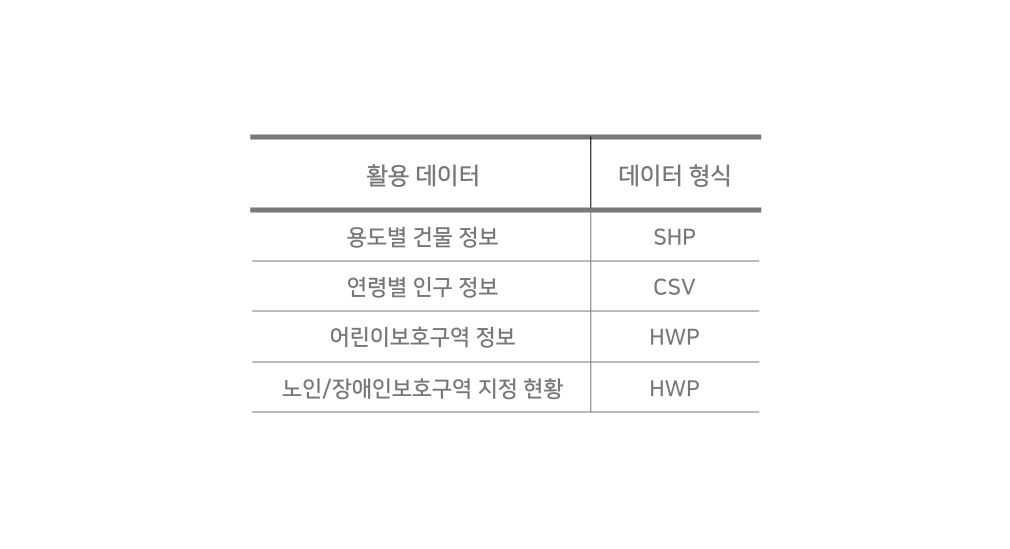 활용 데이터 데이터 형식
용도별 건물 정보 SHP
연령별 인구 정보 CSV
어린이보호구역 정보 HWP
노인/장애인보호구역 지정 현황 HWP